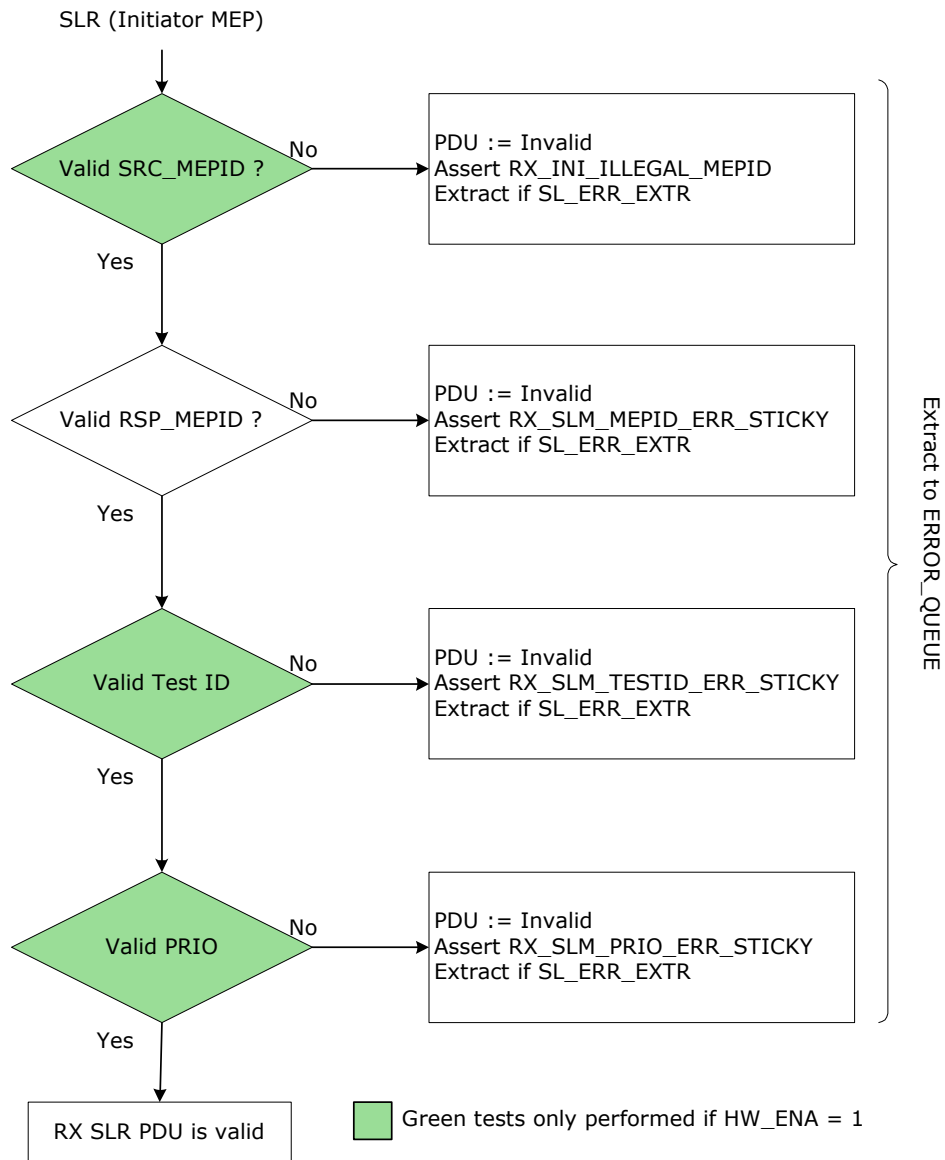 SLR (Initiator MEP)
Valid SRC_MEPID ?
No
PDU := Invalid
Assert RX_INI_ILLEGAL_MEPID
Extract if SL_ERR_EXTR
Yes
Valid RSP_MEPID ?
No
PDU := Invalid
Assert RX_SLM_MEPID_ERR_STICKY
Extract if SL_ERR_EXTR
Yes
Valid Test ID
No
PDU := Invalid
Assert RX_SLM_TESTID_ERR_STICKY
Extract if SL_ERR_EXTR
Yes
Valid PRIO
No
PDU := Invalid
Assert RX_SLM_PRIO_ERR_STICKY
Extract if SL_ERR_EXTR
Yes
RX SLR PDU is valid
Extract to ERROR_QUEUE
Green tests only performed if HW_ENA = 1